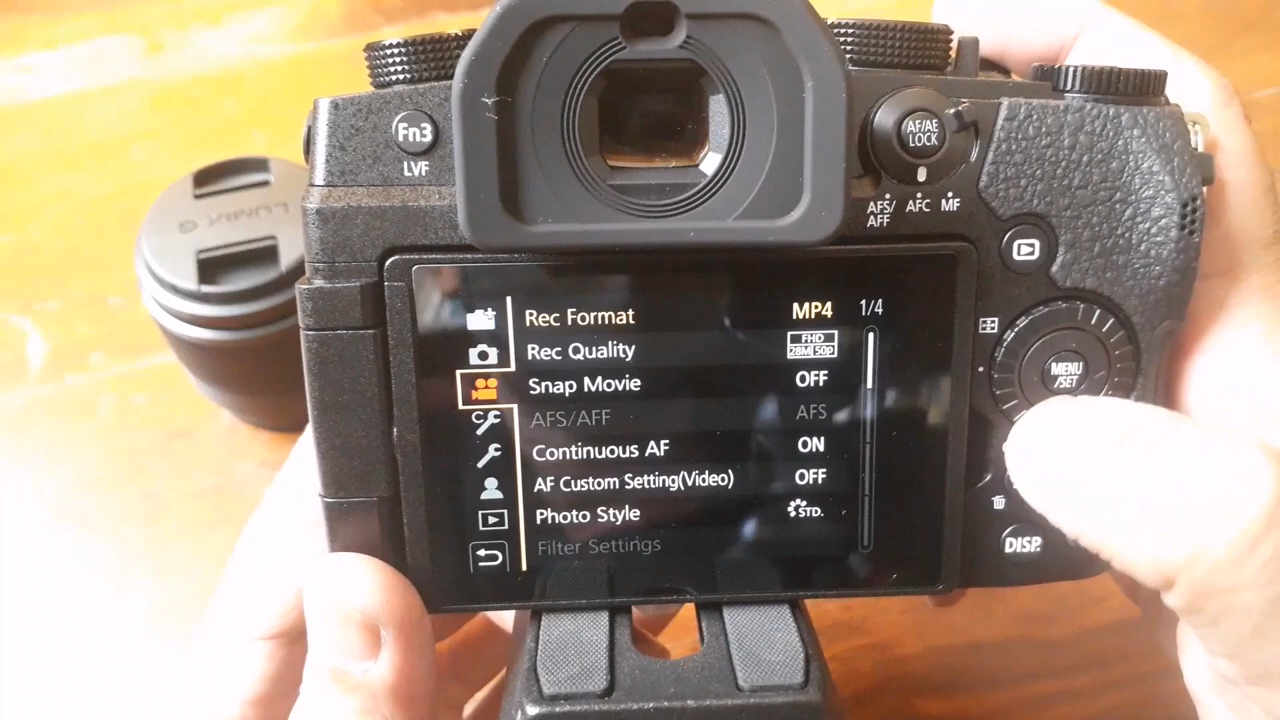 Fn3
LVF
AF/AE
LOCK
AFS/
AFF
AFC
MF
LUMIX G
Rec Format MP4 1/4
Rec Quality FHD 28M 50p
Snap Movie OFF
AFS/AFF AFS
Continuous AF ON
AF Custom Setting(Video) OFF
Photo Style STD.
Filter Settings
MENU
/SET
DISP.